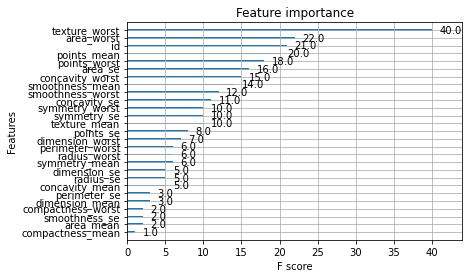 Feature importance
texture_worst 40.0
area_worst 22.0
id 21.0
points_mean 20.0
points_worst 18.0
area_se 16.0
concavity_worst 15.0
smoothness_mean 14.0
smoothness_worst 12.0
concavity_se 11.0
symmetry_worst 10.0
symmetry_se 10.0
texture_mean 10.0
points_se 8.0
dimension_worst 7.0
perimeter_worst 6.0
radius_worst 6.0
symmetry_mean 6.0
dimension_se 5.0
radius_se 5.0
concavity_mean 5.0
perimeter_se 3.0
dimension_mean 3.0
compactness_worst 2.0
smoothness_se 2.0
area_mean 2.0
compactness_mean 1.0
Features
0 5 10 15 20 25 30 35 40
F score